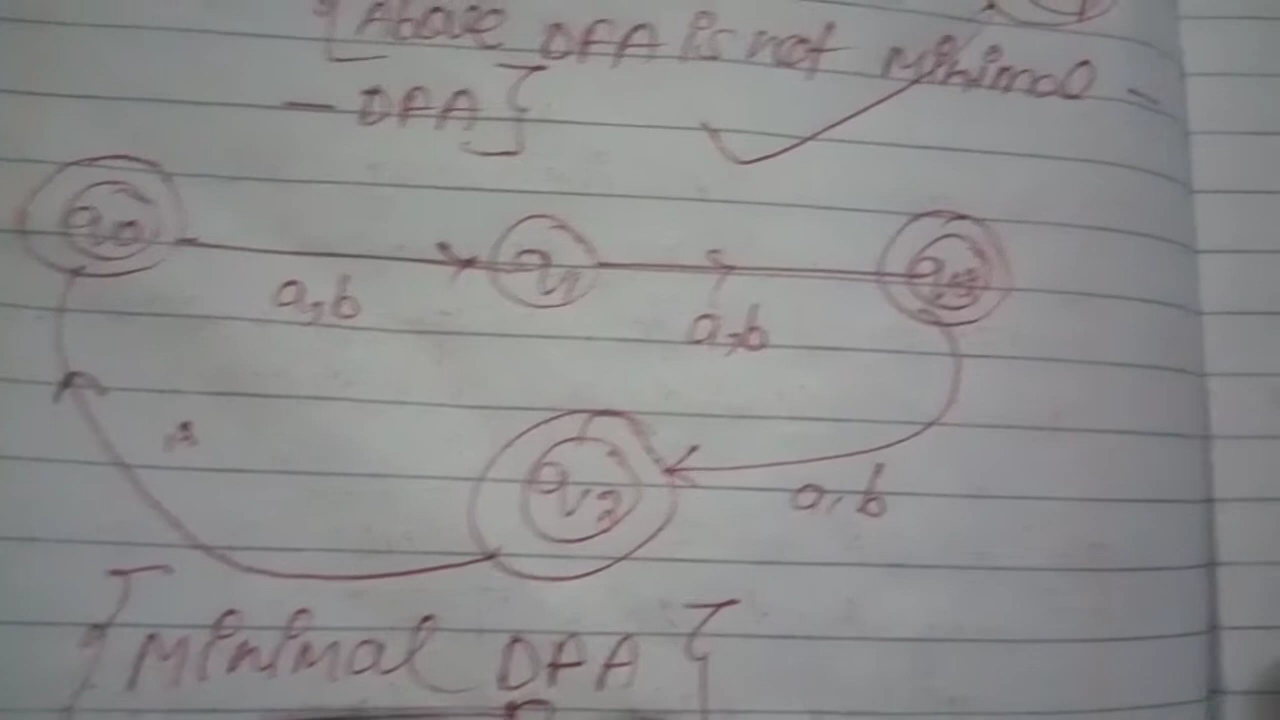 {Above DFA is not Minimal -
- DFA}
q0
q1
q3
a,b
a,b
q2
a,b
{Minimal DFA}